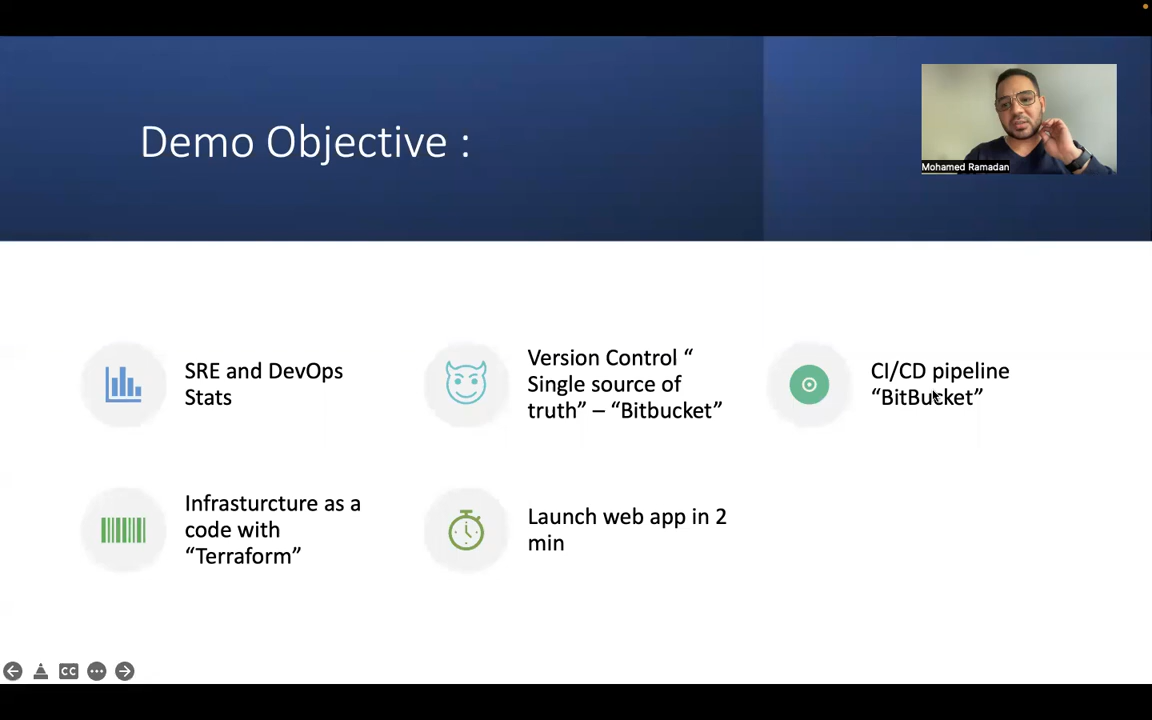 Demo Objective :
Mohamed Ramadan
SRE and DevOps
Stats
Version Control “
Single source of
truth” – “Bitbucket”
CI/CD pipeline
“BitBucket”
Infrasturcture as a
code with
“Terraform”
Launch web app in 2
min
CC